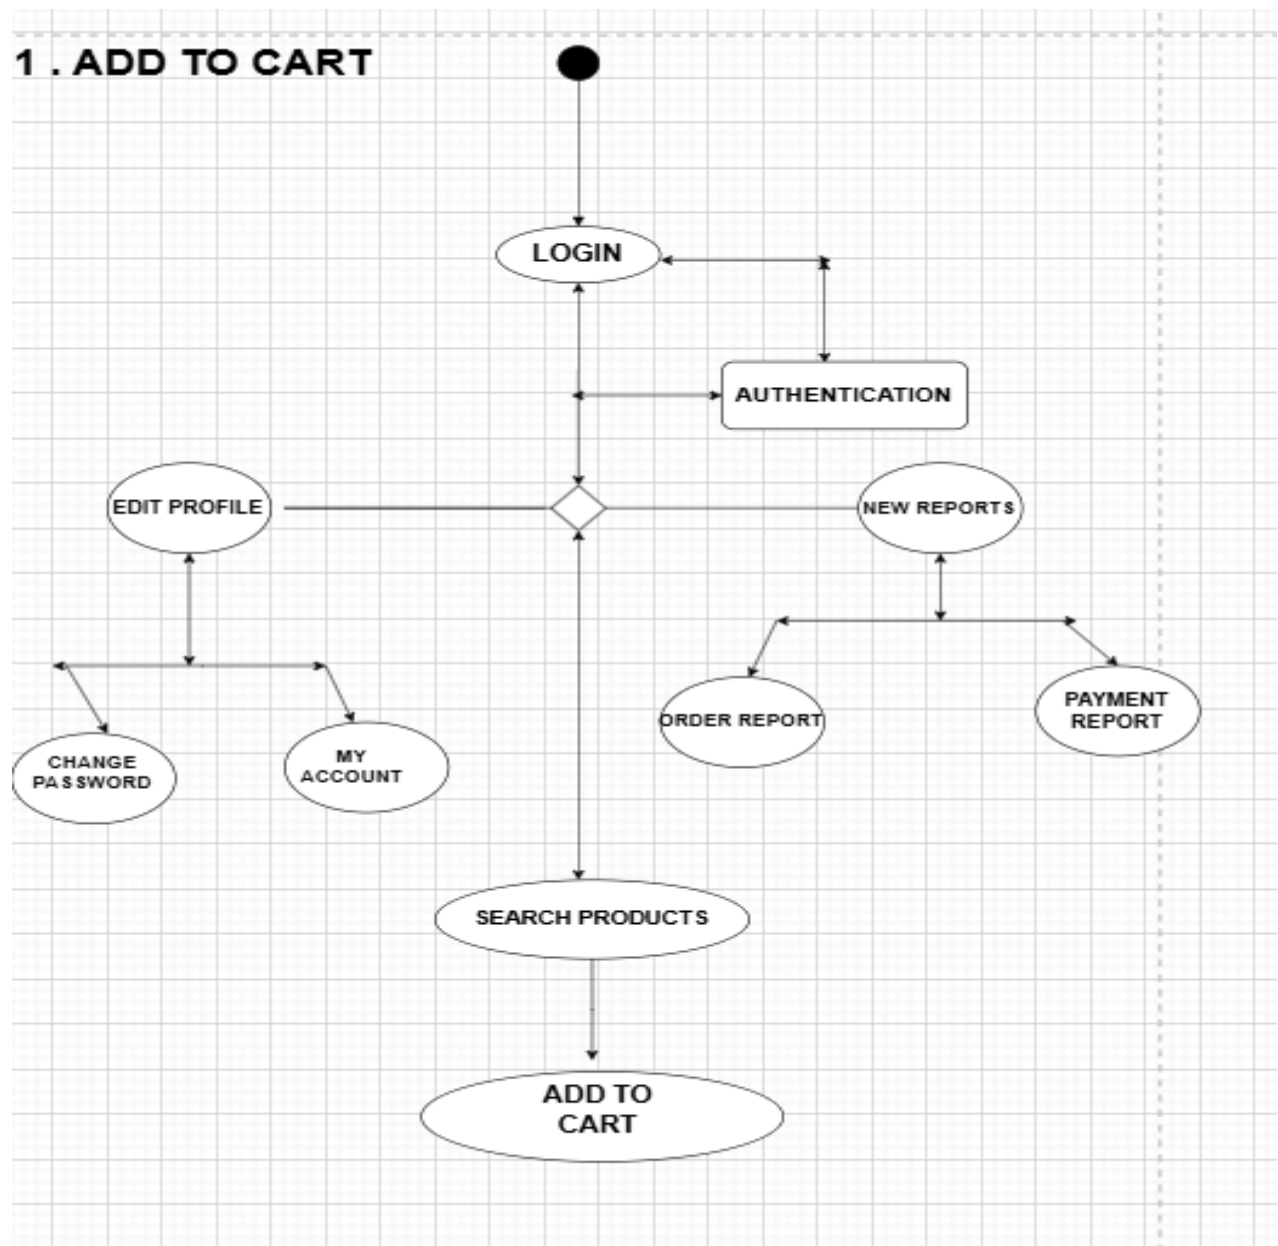 1 . ADD TO CART
LOGIN
AUTHENTICATION
EDIT PROFILE
NEW REPORTS
ORDER REPORT
PAYMENT
REPORT
CHANGE
PASSWORD
MY
ACCOUNT
SEARCH PRODUCTS
ADD TO
CART